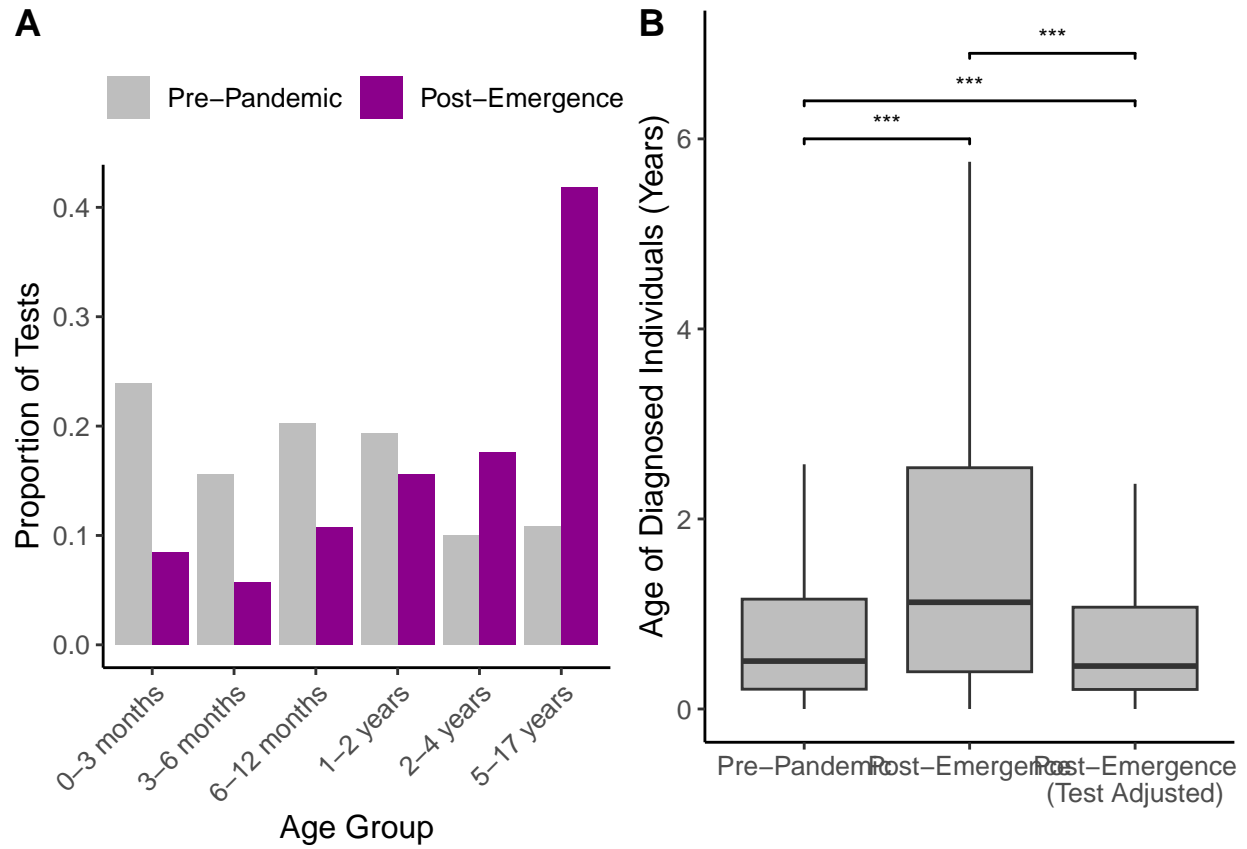 A
Pre−Pandemic
Post−Emergence
Proportion of Tests
0.4
0.3
0.2
0.1
0.0
0−3 months
3−6 months
6−12 months
1−2 years
2−4 years
5−17 years
Age Group
B
Age of Diagnosed Individuals (Years)
***
***
***
6
4
2
0
Pre−Pandemic
Post−Emergence
Post−Emergence
(Test Adjusted)